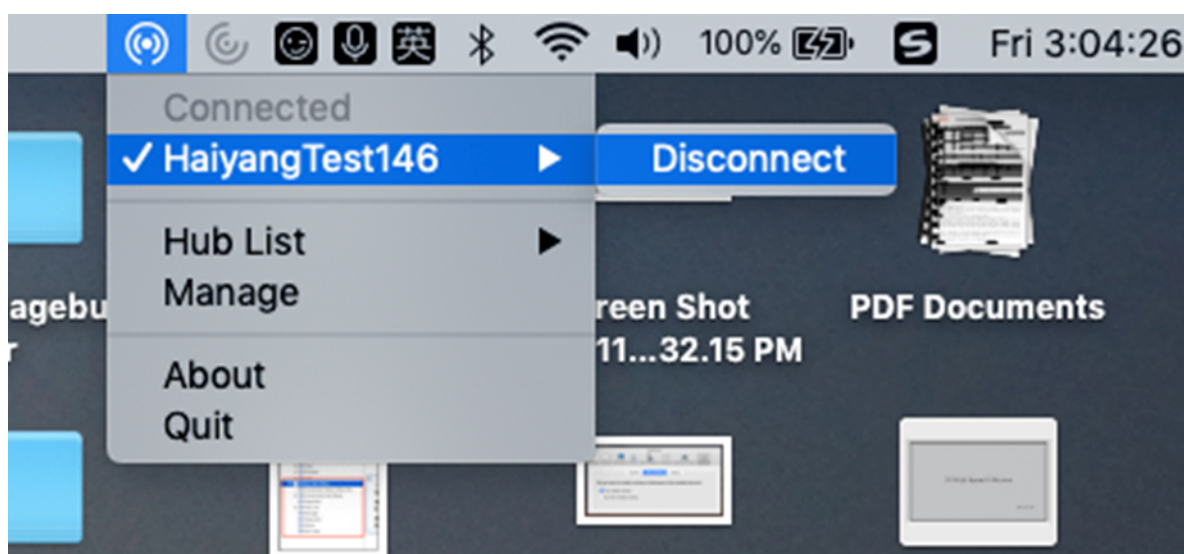 英 100% Fri 3:04:26
Connected
✓ HaiyangTest146 ▶ Disconnect
Hub List ▶
Manage
About
Quit
agebu
r
reen Shot
11...32.15 PM
PDF Documents